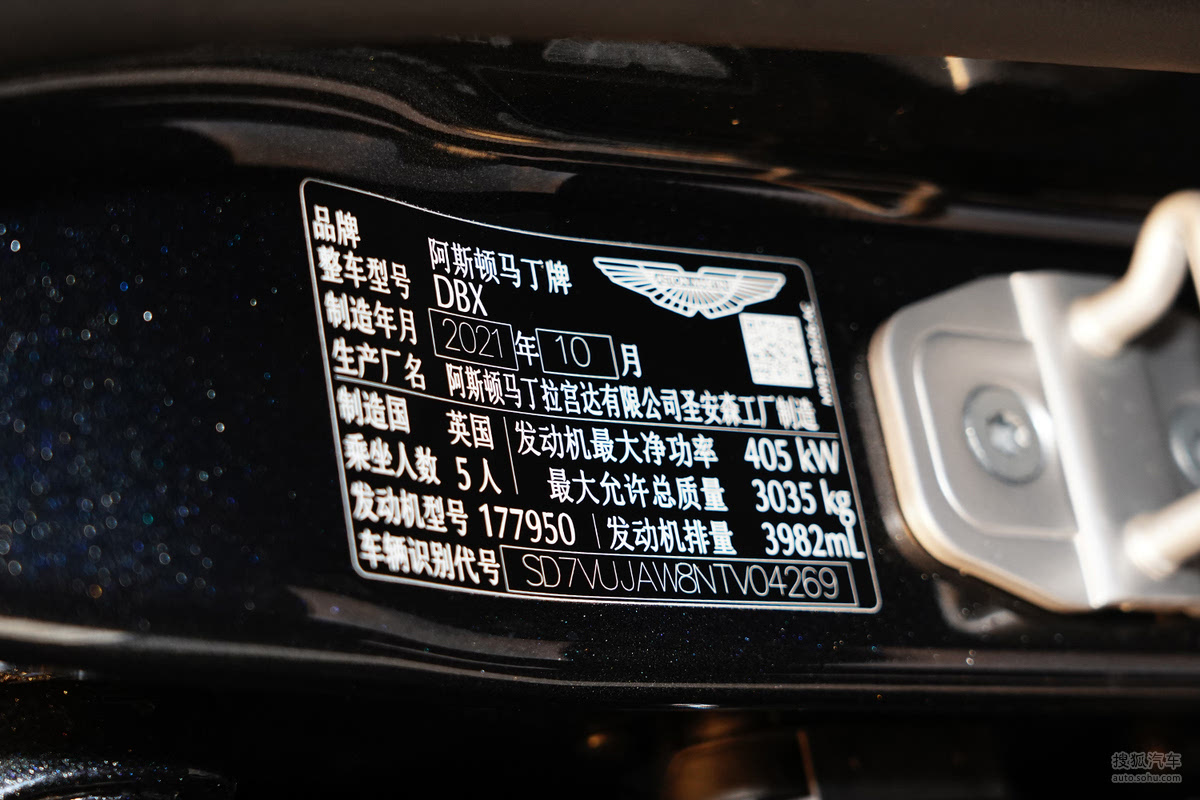 品牌 阿斯顿马丁牌
整车型号 DBX
制造年月 2021 年 10 月
生产厂名 阿斯顿马丁拉宫达有限公司圣安森工厂制造
制造国 英国 发动机最大净功率 405 kW
乘坐人数 5 人 最大允许总质量 3035 kg
发动机型号 177950 发动机排量 3982mL
车辆识别代号 SD7VUJAW8NTV04269
搜狐汽车
auto.sohu.com